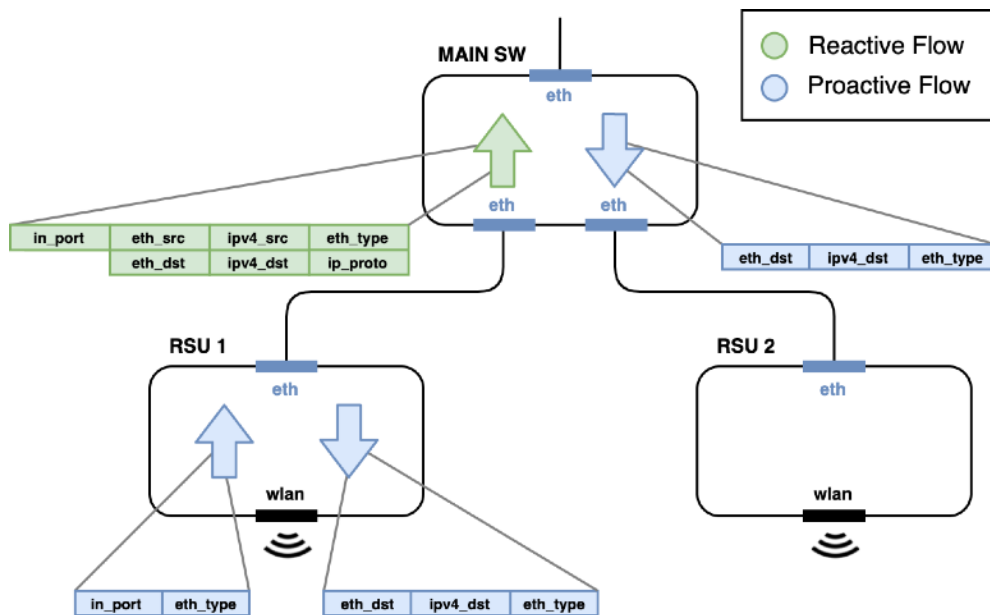 Reactive Flow
Proactive Flow
MAIN SW
eth
eth
eth
in_port eth_src ipv4_src eth_type
eth_dst ipv4_dst ip_proto
eth_dst ipv4_dst eth_type
RSU 1
eth
wlan
RSU 2
eth
wlan
in_port eth_type
eth_dst ipv4_dst eth_type